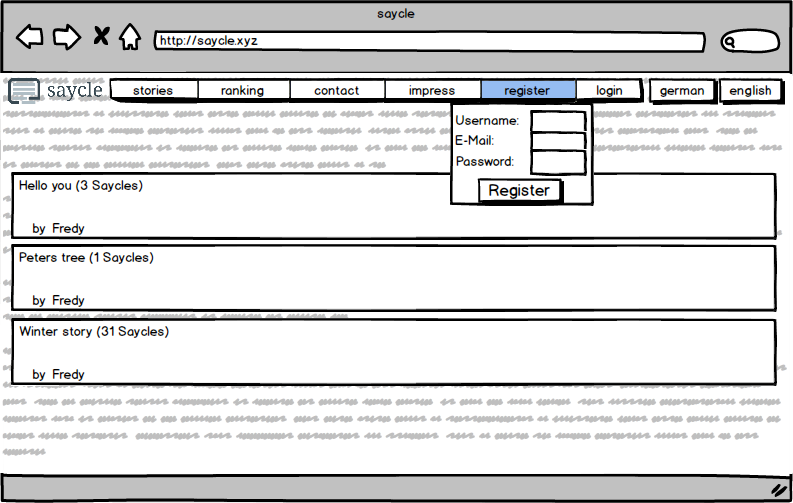 saycle
http://saycle.xyz
saycle stories ranking contact impress register login german english
Username:
E-Mail:
Password:
Register
Hello you (3 Saycles)
by Fredy
Peters tree (1 Saycles)
by Fredy
Winter story (31 Saycles)
by Fredy